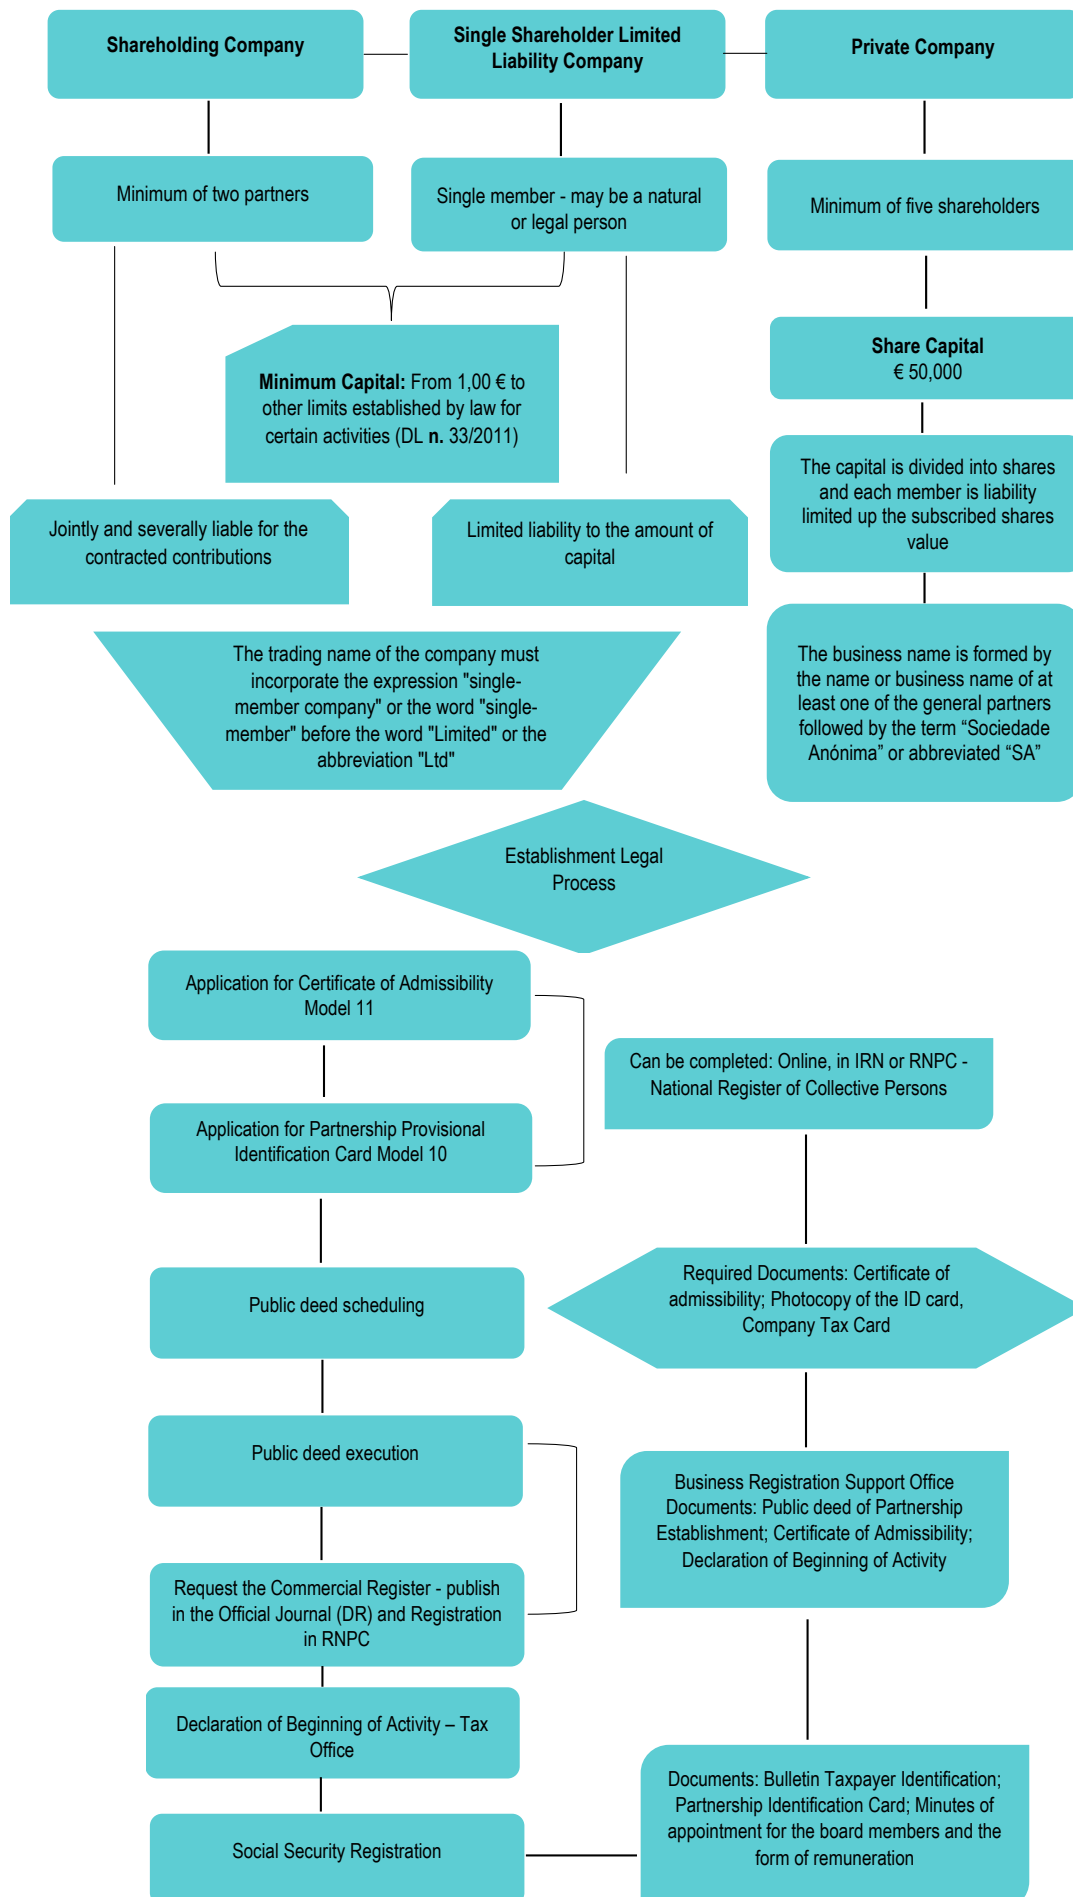 Shareholding Company
Single Shareholder Limited
Liability Company
Private Company
Minimum of two partners
Single member - may be a natural
or legal person
Minimum of five shareholders
Minimum Capital: From 1,00 € to
other limits established by law for
certain activities (DL n. 33/2011)
Share Capital
€ 50,000
Jointly and severally liable for the
contracted contributions
Limited liability to the amount of
capital
The capital is divided into shares
and each member is liability
limited up the subscribed shares
value
The trading name of the company must
incorporate the expression "single-
member company" or the word "single-
member" before the word "Limited" or the
abbreviation "Ltd"
The business name is formed by
the name or business name of at
least one of the general partners
followed by the term “Sociedade
Anónima” or abbreviated “SA”
Establishment Legal
Process
Application for Certificate of Admissibility
Model 11
Can be completed: Online, in IRN or RNPC -
National Register of Collective Persons
Application for Partnership Provisional
Identification Card Model 10
Public deed scheduling
Required Documents: Certificate of
admissibility; Photocopy of the ID card,
Company Tax Card
Public deed execution
Business Registration Support Office
Documents: Public deed of Partnership
Establishment; Certificate of Admissibility;
Declaration of Beginning of Activity
Request the Commercial Register - publish
in the Official Journal (DR) and Registration
in RNPC
Declaration of Beginning of Activity – Tax
Office
Social Security Registration
Documents: Bulletin Taxpayer Identification;
Partnership Identification Card; Minutes of
appointment for the board members and the
form of remuneration